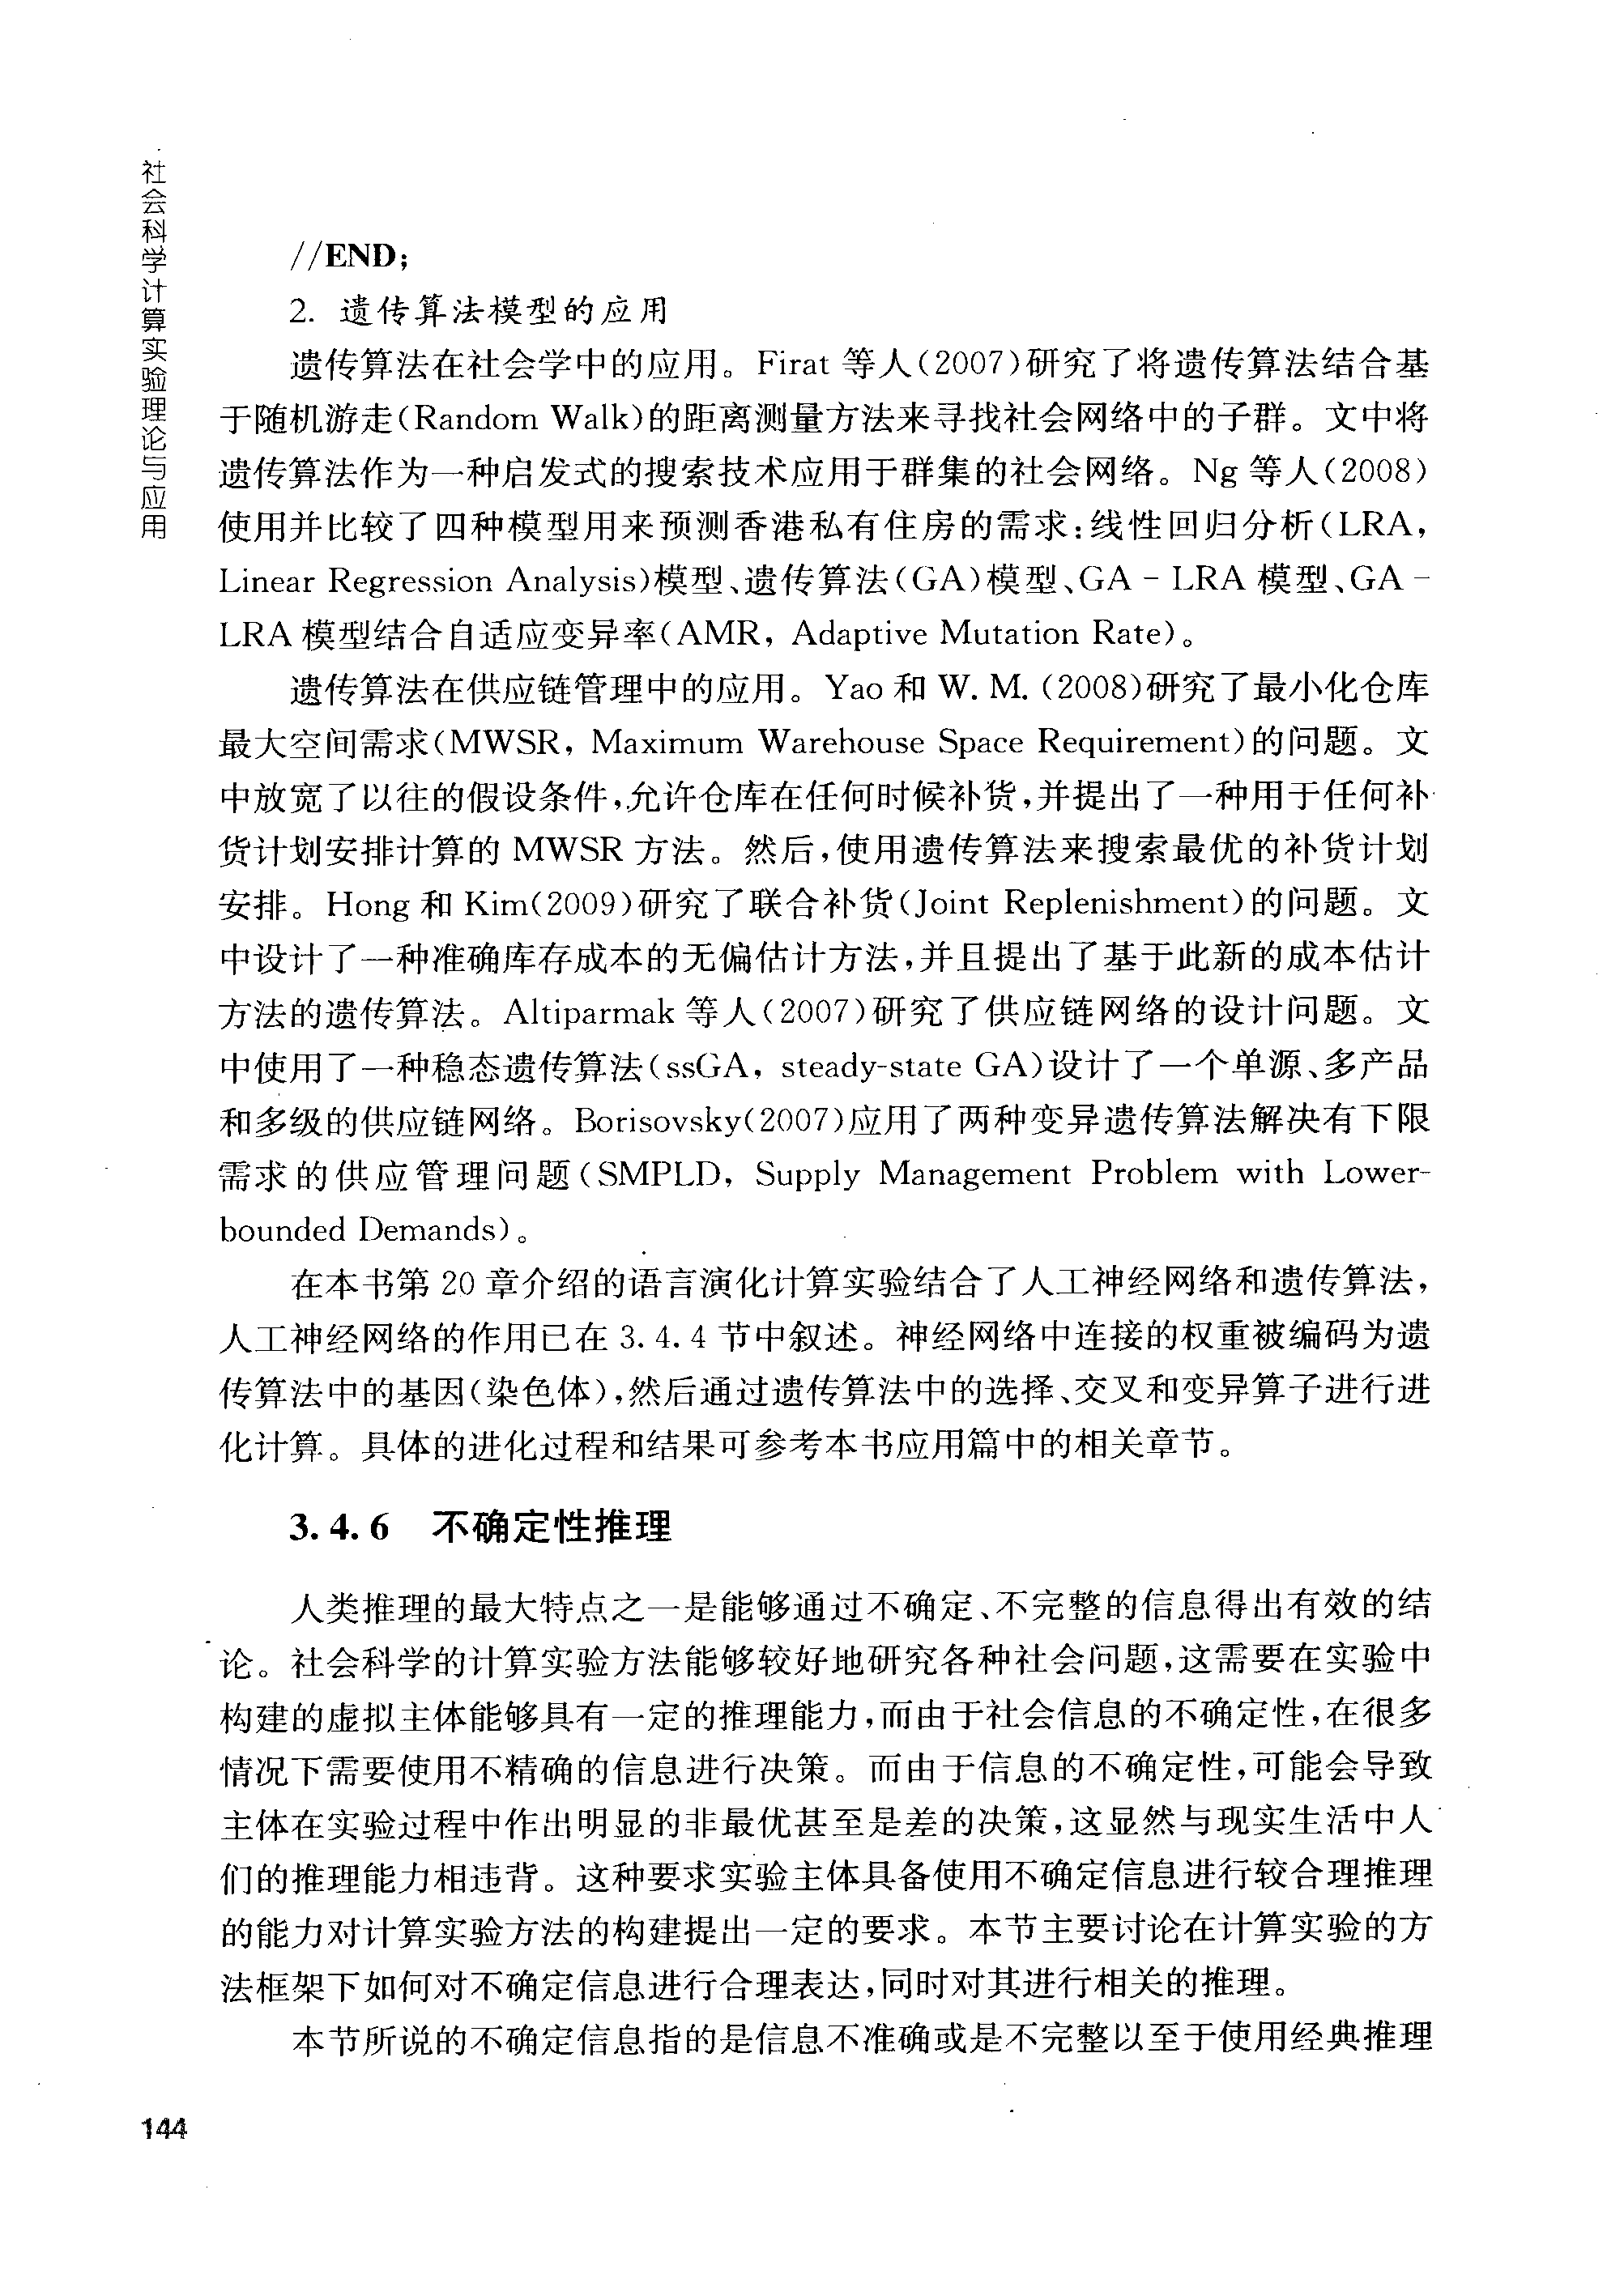 社会科学计算实验理论与应用
//END;
2. 遗传算法模型的应用
遗传算法在社会学中的应用。Firat 等人(2007)研究了将遗传算法结合基
于随机游走(Random Walk)的距离测量方法来寻找社会网络中的子群。文中将
遗传算法作为一种启发式的搜索技术应用于群集的社会网络。Ng 等人(2008)
使用并比较了四种模型用来预测香港私有住房的需求:线性回归分析(LRA,
Linear Regression Analysis)模型、遗传算法(GA)模型、GA - LRA 模型、GA -
LRA 模型结合自适应变异率(AMR, Adaptive Mutation Rate)。
遗传算法在供应链管理中的应用。Yao 和 W. M. (2008)研究了最小化仓库
最大空间需求(MWSR, Maximum Warehouse Space Requirement)的问题。文
中放宽了以往的假设条件,允许仓库在任何时候补货,并提出了一种用于任何补
货计划安排计算的 MWSR 方法。然后,使用遗传算法来搜索最优的补货计划
安排。Hong 和 Kim(2009)研究了联合补货(Joint Replenishment)的问题。文
中设计了一种准确库存成本的无偏估计方法,并且提出了基于此新的成本估计
方法的遗传算法。Altiparmak 等人(2007)研究了供应链网络的设计问题。文
中使用了一种稳态遗传算法(ssGA, steady-state GA)设计了一个单源、多产品
和多级的供应链网络。Borisovsky(2007)应用了两种变异遗传算法解决有下限
需求的供应管理问题(SMPLD, Supply Management Problem with Lower-
bounded Demands)。
在本书第 20 章介绍的语言演化计算实验结合了人工神经网络和遗传算法,
人工神经网络的作用已在 3. 4. 4 节中叙述。神经网络中连接的权重被编码为遗
传算法中的基因(染色体),然后通过遗传算法中的选择、交叉和变异算子进行进
化计算。具体的进化过程和结果可参考本书应用篇中的相关章节。
3. 4. 6 不确定性推理
人类推理的最大特点之一是能够通过不确定、不完整的信息得出有效的结
论。社会科学的计算实验方法能够较好地研究各种社会问题,这需要在实验中
构建的虚拟主体能够具有一定的推理能力,而由于社会信息的不确定性,在很多
情况下需要使用不精确的信息进行决策。而由于信息的不确定性,可能会导致
主体在实验过程中作出明显的非最优甚至是差的决策,这显然与现实生活中人
们的推理能力相违背。这种要求实验主体具备使用不确定信息进行较合理推理
的能力对计算实验方法的构建提出一定的要求。本节主要讨论在计算实验的方
法框架下如何对不确定信息进行合理表达,同时对其进行相关的推理。
本节所说的不确定信息指的是信息不准确或是不完整以至于使用经典推理
144